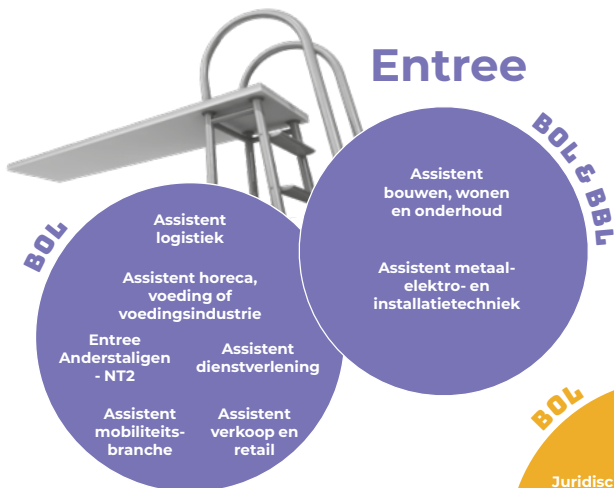 Entree
BOL & BBL
Assistent
bouwen, wonen
en onderhoud
Assistent metaal-
elektro- en
installatietechniek
BOL
Assistent
logistiek
Assistent horeca,
voeding of
voedingsindustrie
Entree
Anderstaligen
- NT2
Assistent
dienstverlening
Assistent
mobiliteits-
branche
Assistent
verkoop en
retail
BOL